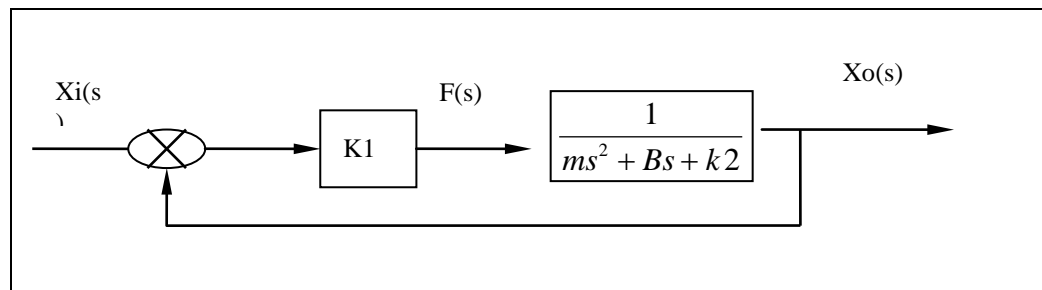 Xi(s
)
K1
F(s)
1
ms² + Bs + k2
Xo(s)